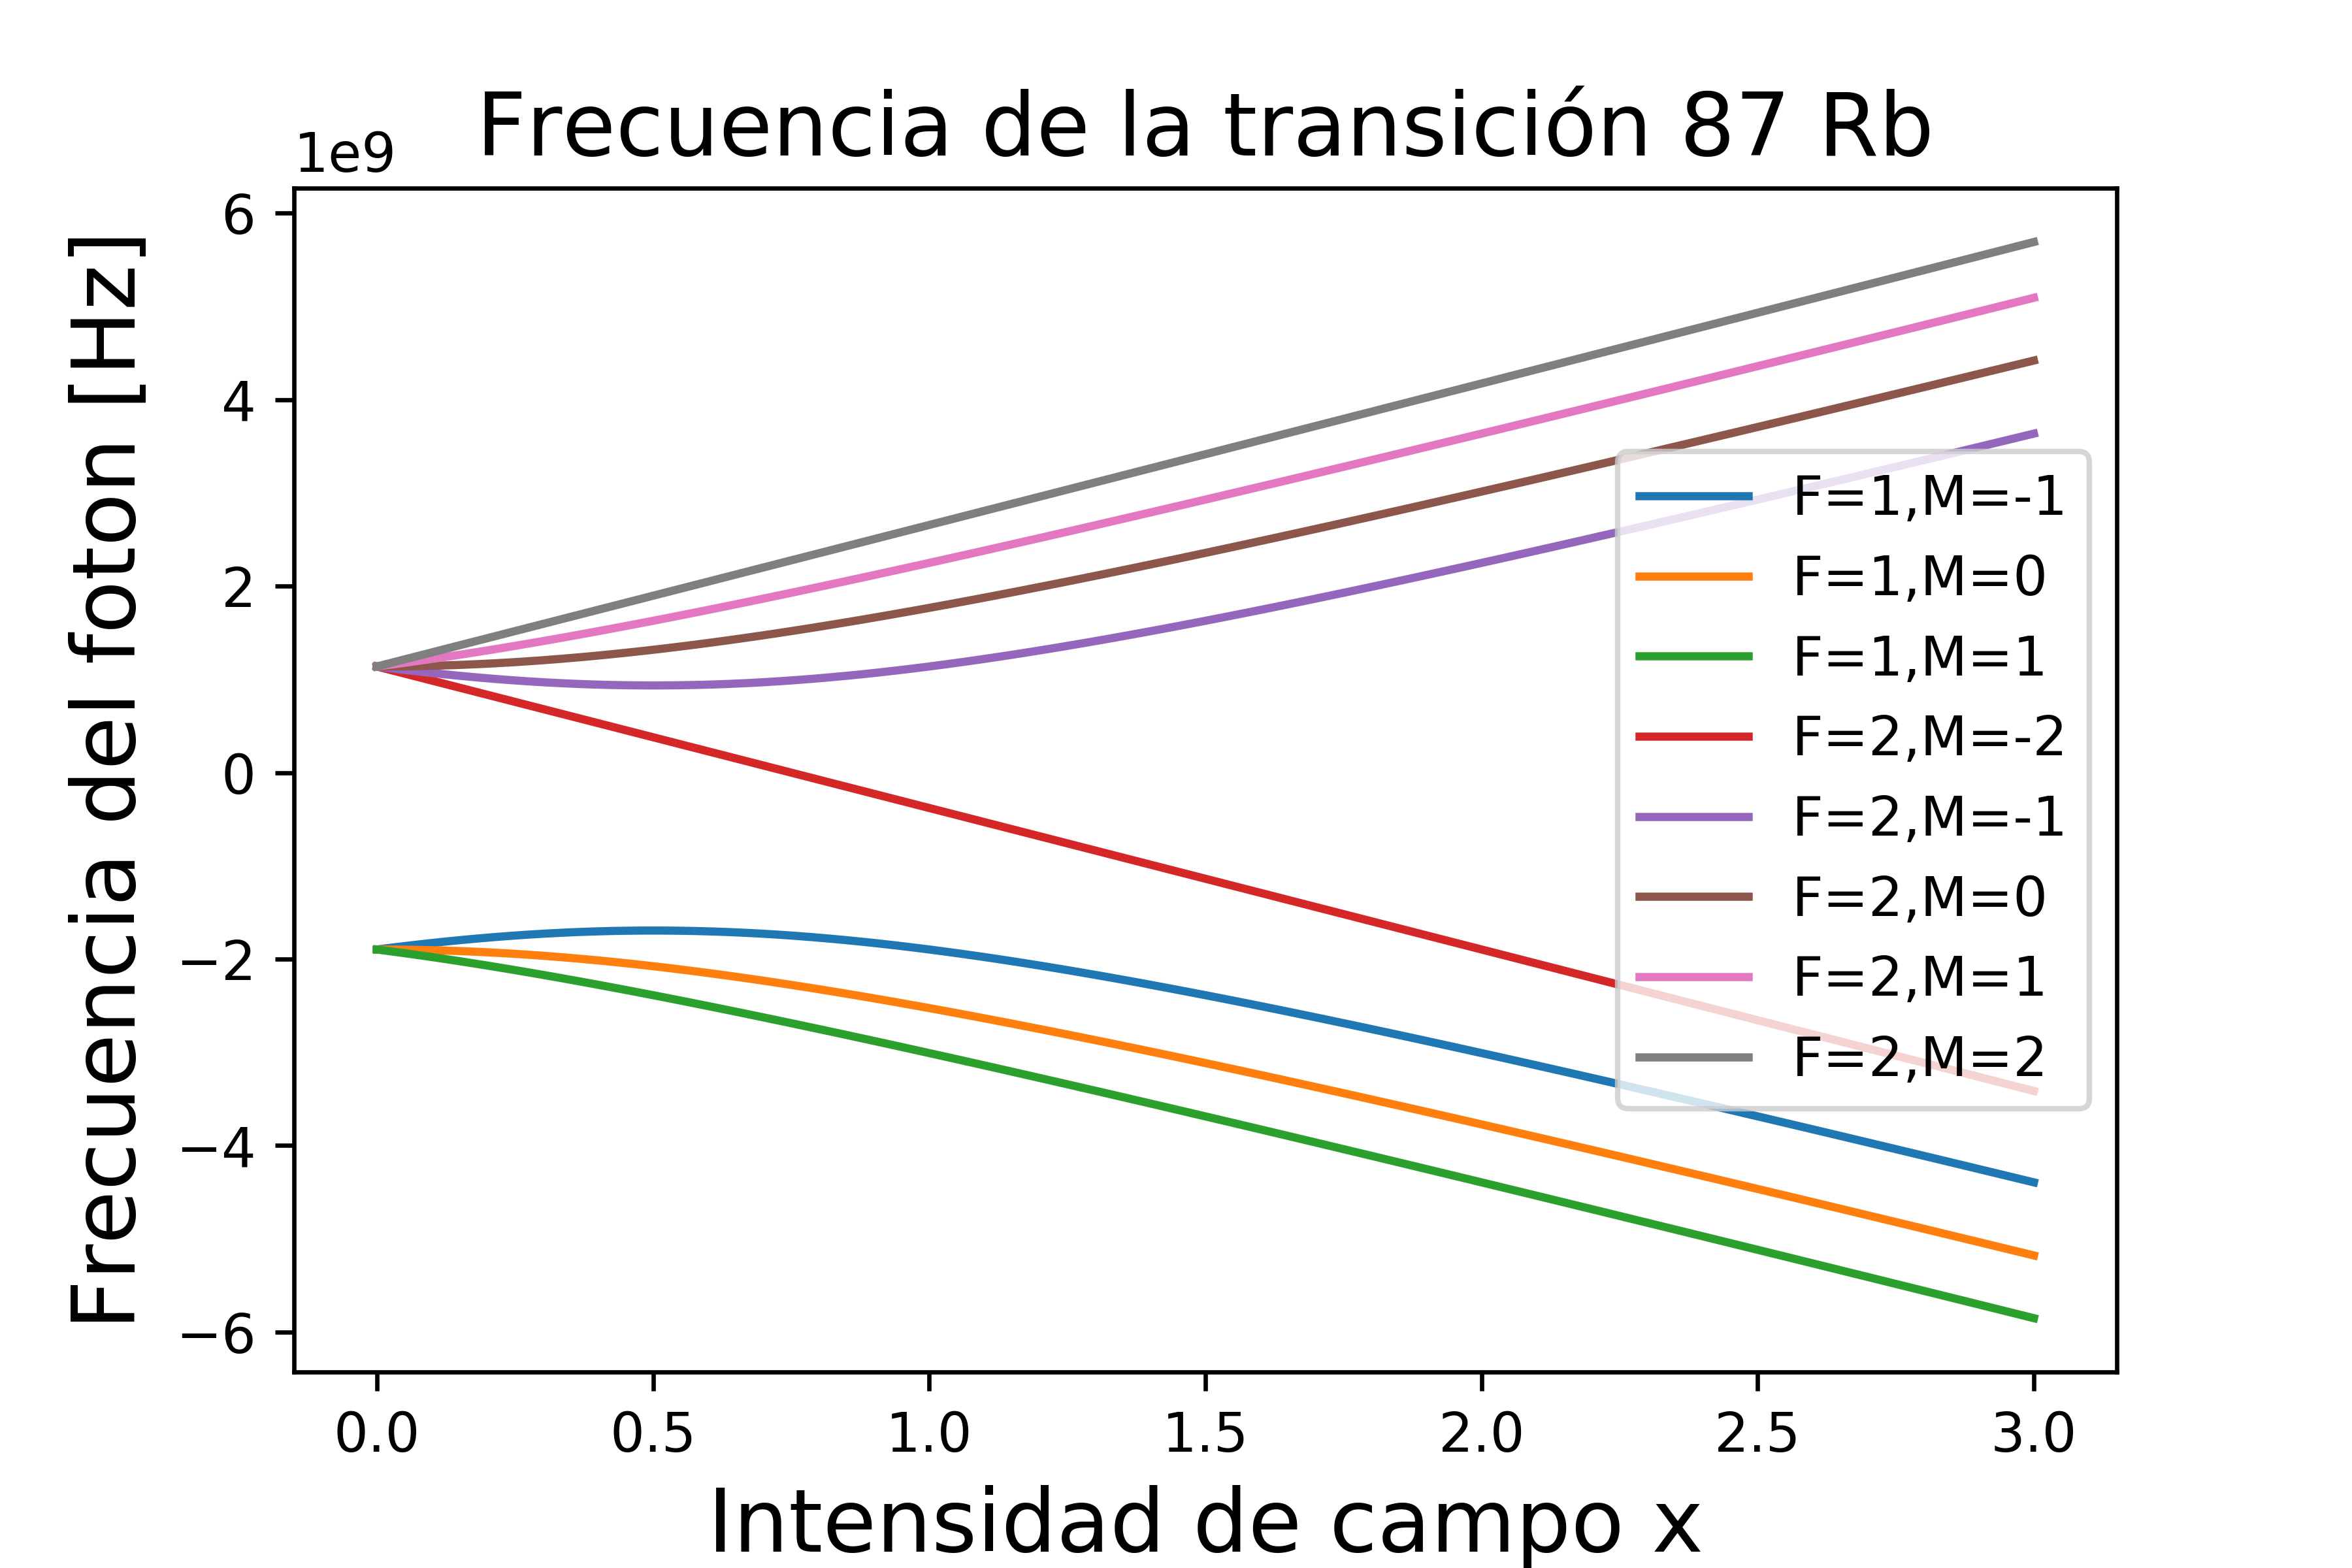 Frecuencia de la transición 87 Rb
1e9
Frecuencia del foton [Hz]
6
4
2
0
−2
−4
−6
F=1,M=-1
F=1,M=0
F=1,M=1
F=2,M=-2
F=2,M=-1
F=2,M=0
F=2,M=1
F=2,M=2
0.0 0.5 1.0 1.5 2.0 2.5 3.0
Intensidad de campo x